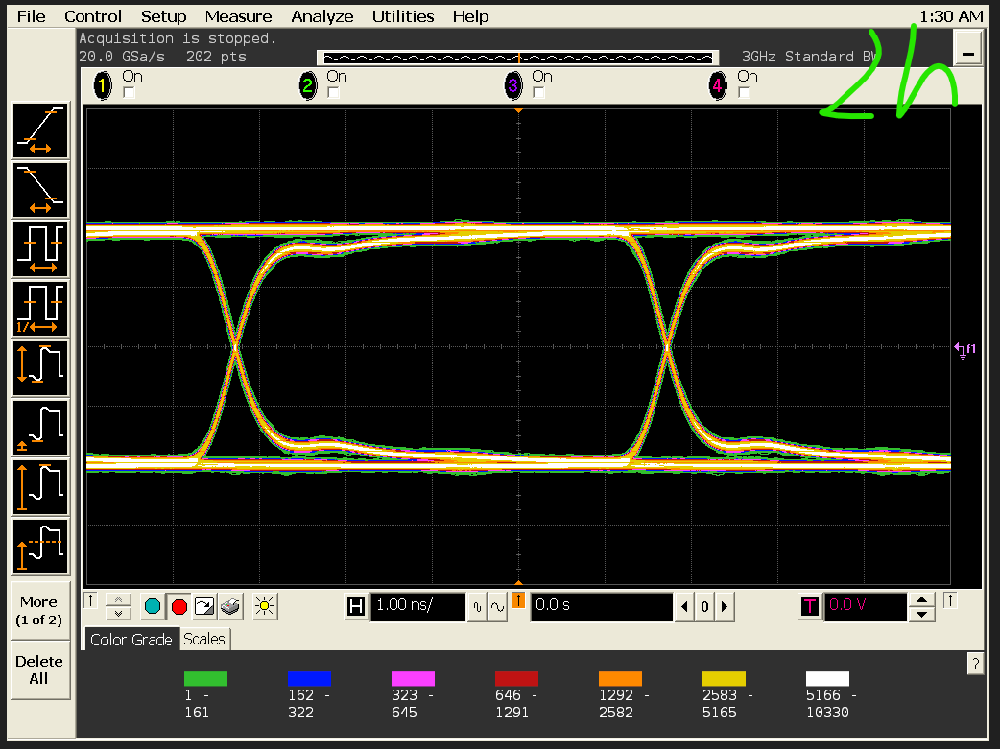 File Control Setup Measure Analyze Utilities Help 1:30 AM
Acquisition is stopped.
20.0 GSa/s 202 pts 3GHz Standard BW
2h
1 On 2 On 3 On 4 On
f1
1/
More
(1 of 2)
Delete
All
H 1.00 ns/ 0.0 s 0 T 0.0 V
Color Grade Scales
?
1 - 162 - 323 - 646 - 1292 - 2583 - 5166 -
161 322 645 1291 2582 5165 10330